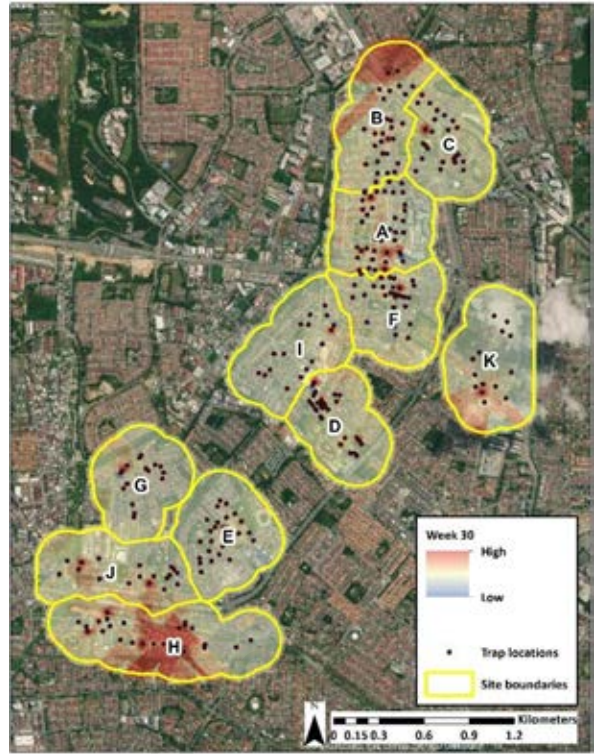 B
C
A
F
I
K
D
G
E
J
H
Week 30
High
Low
Trap locations
Site boundaries
N
Kilometers
0 0.15 0.3 0.6 0.9 1.2